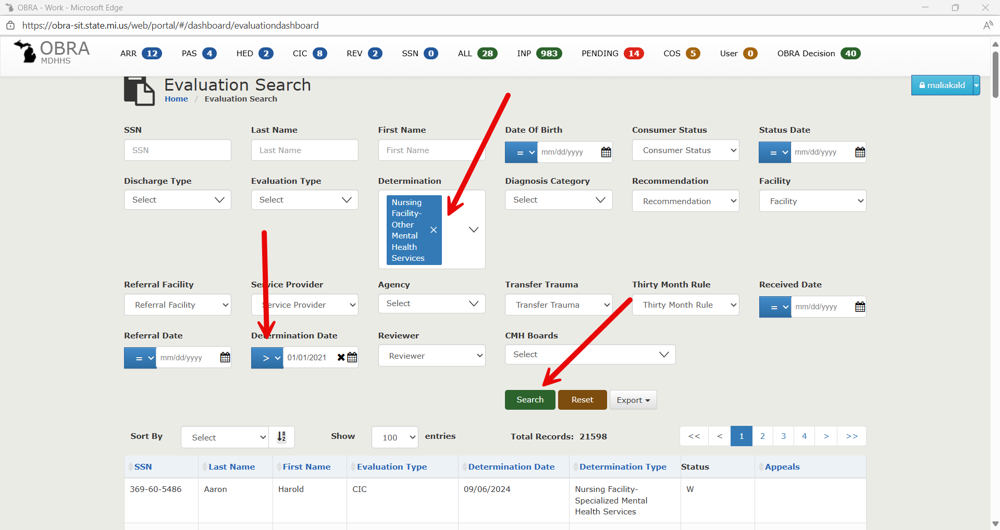 OBRA - Work - Microsoft Edge
https://obra-sit.state.mi.us/web/portal/#/dashboard/evaluationdashboard
OBRA
MDHHS
ARR 12 PAS 4 HED 2 CIC 8 REV 2 SSN 0 ALL 28 INP 983 PENDING 14 COS 5 User 0 OBRA Decision 40
Evaluation Search
Home / Evaluation Search
maliakald
SSN Last Name First Name Date Of Birth Consumer Status Status Date
SSN Last Name First Name = mm/dd/yyyy Consumer Status = mm/dd/yyyy
Discharge Type Evaluation Type Determination Diagnosis Category Recommendation Facility
Select Select Select Recommendation Facility
Nursing
Facility-
Other
Mental
Health
Services
Referral Facility Service Provider Agency Transfer Trauma Thirty Month Rule Received Date
Referral Facility Service Provider Select Transfer Trauma Thirty Month Rule = mm/dd/yyyy
Referral Date Determination Date Reviewer CMH Boards
= mm/dd/yyyy > 01/01/2021 Reviewer Select
Search Reset Export
Sort By Select Show 100 entries Total Records: 21598 << < 1 2 3 4 > >>
SSN Last Name First Name Evaluation Type Determination Date Determination Type Status Appeals
369-60-5486 Aaron Harold CIC 09/06/2024 Nursing Facility- W
Specialized Mental
Health Services